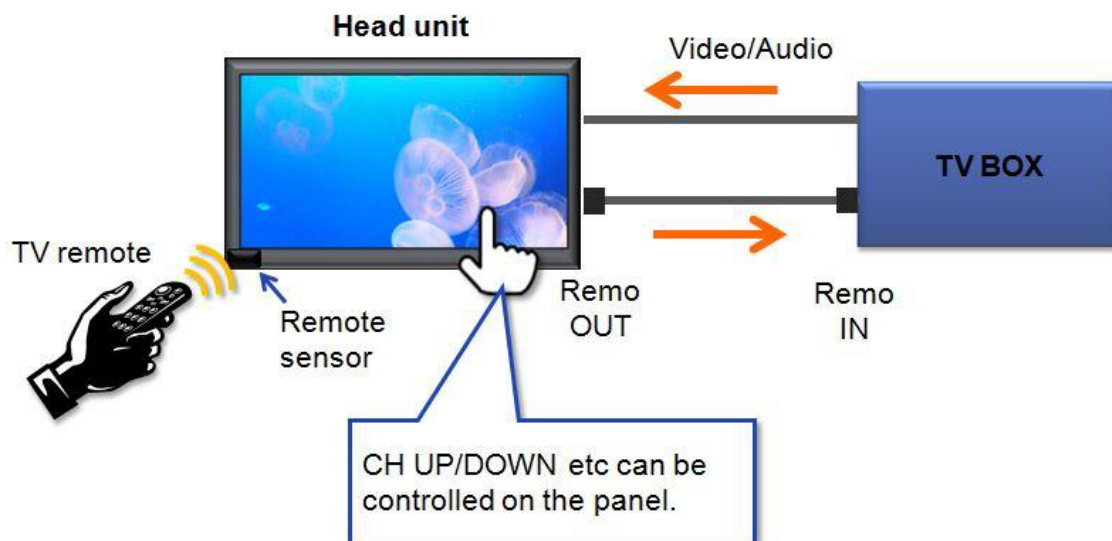 Head unit
Video/Audio
TV BOX
TV remote
Remote
sensor
Remo
OUT
Remo
IN
CH UP/DOWN etc can be
controlled on the panel.